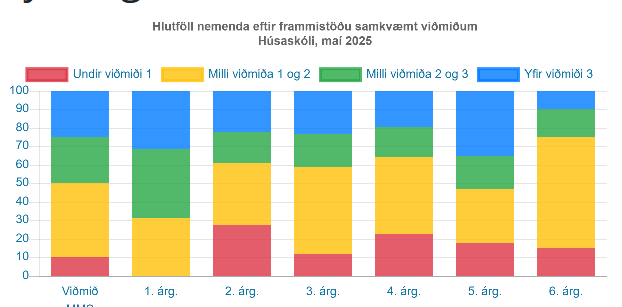 Hlutföll nemenda eftir frammistöðu samkvæmt viðmiðum
Húsaskóli, maí 2025
Undir viðmiði 1 Milli viðmiða 1 og 2 Milli viðmiða 2 og 3 Yfir viðmiði 3
100
90
80
70
60
50
40
30
20
10
0
Viðmið 1. árg. 2. árg. 3. árg. 4. árg. 5. árg. 6. árg.